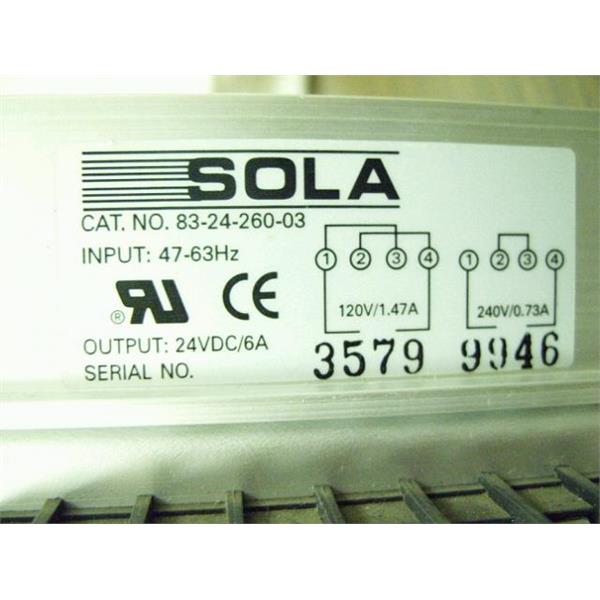 SOLA
CAT. NO. 83-24-260-03
INPUT: 47-63Hz
1 2 3 4 1 2 3 4
120V/1.47A 240V/0.73A
® RU CE
OUTPUT: 24VDC/6A
SERIAL NO. 3579 9946